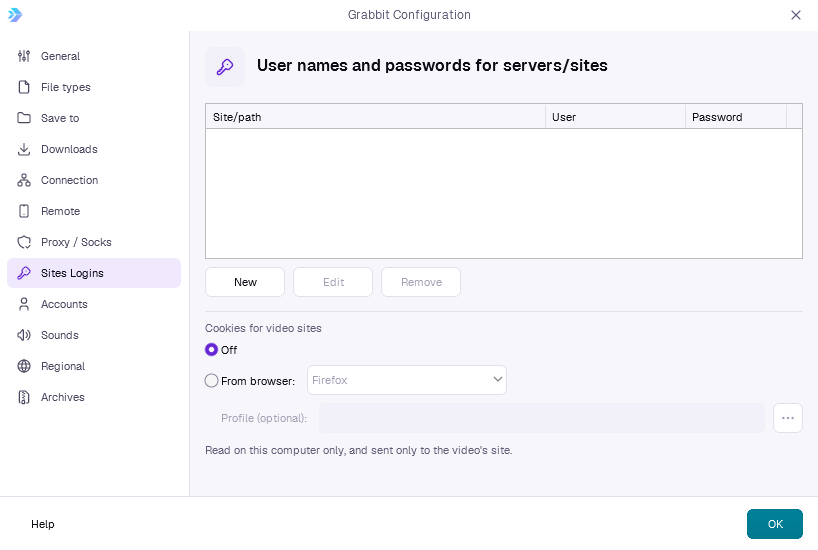 Grabbit Configuration
General
File types
Save to
Downloads
Connection
Remote
Proxy / Socks
Sites Logins
Accounts
Sounds
Regional
Archives
User names and passwords for servers/sites
Site/path User Password
New Edit Remove
Cookies for video sites
Off
From browser: Firefox
Profile (optional): ...
Read on this computer only, and sent only to the video's site.
Help OK